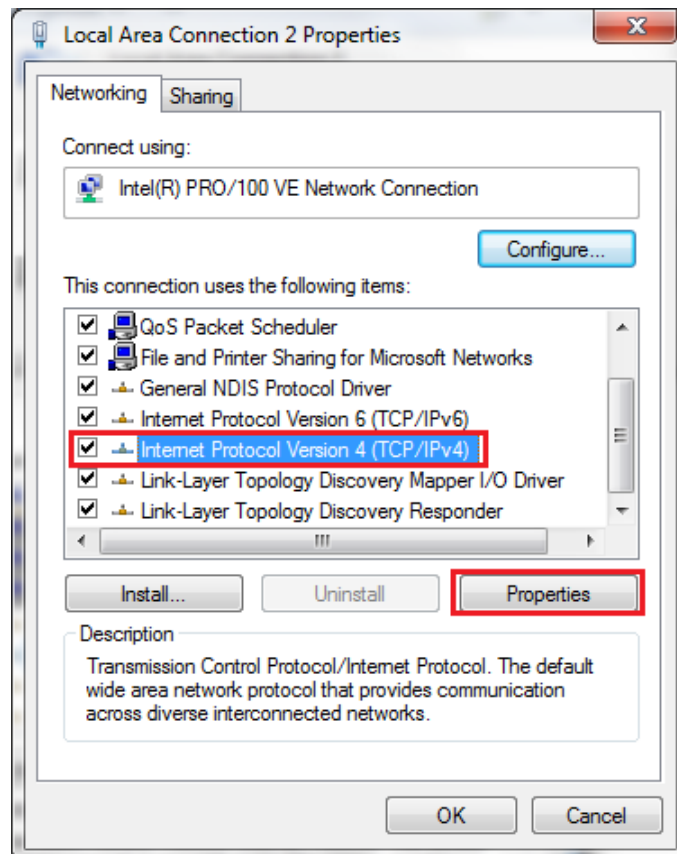 Local Area Connection 2 Properties
Networking
Sharing
Connect using:
Intel(R) PRO/100 VE Network Connection
Configure...
This connection uses the following items:
QoS Packet Scheduler
File and Printer Sharing for Microsoft Networks
General NDIS Protocol Driver
Internet Protocol Version 6 (TCP/IPv6)
Internet Protocol Version 4 (TCP/IPv4)
Link-Layer Topology Discovery Mapper I/O Driver
Link-Layer Topology Discovery Responder
Install...
Uninstall
Properties
Description
Transmission Control Protocol/Internet Protocol. The default
wide area network protocol that provides communication
across diverse interconnected networks.
OK
Cancel